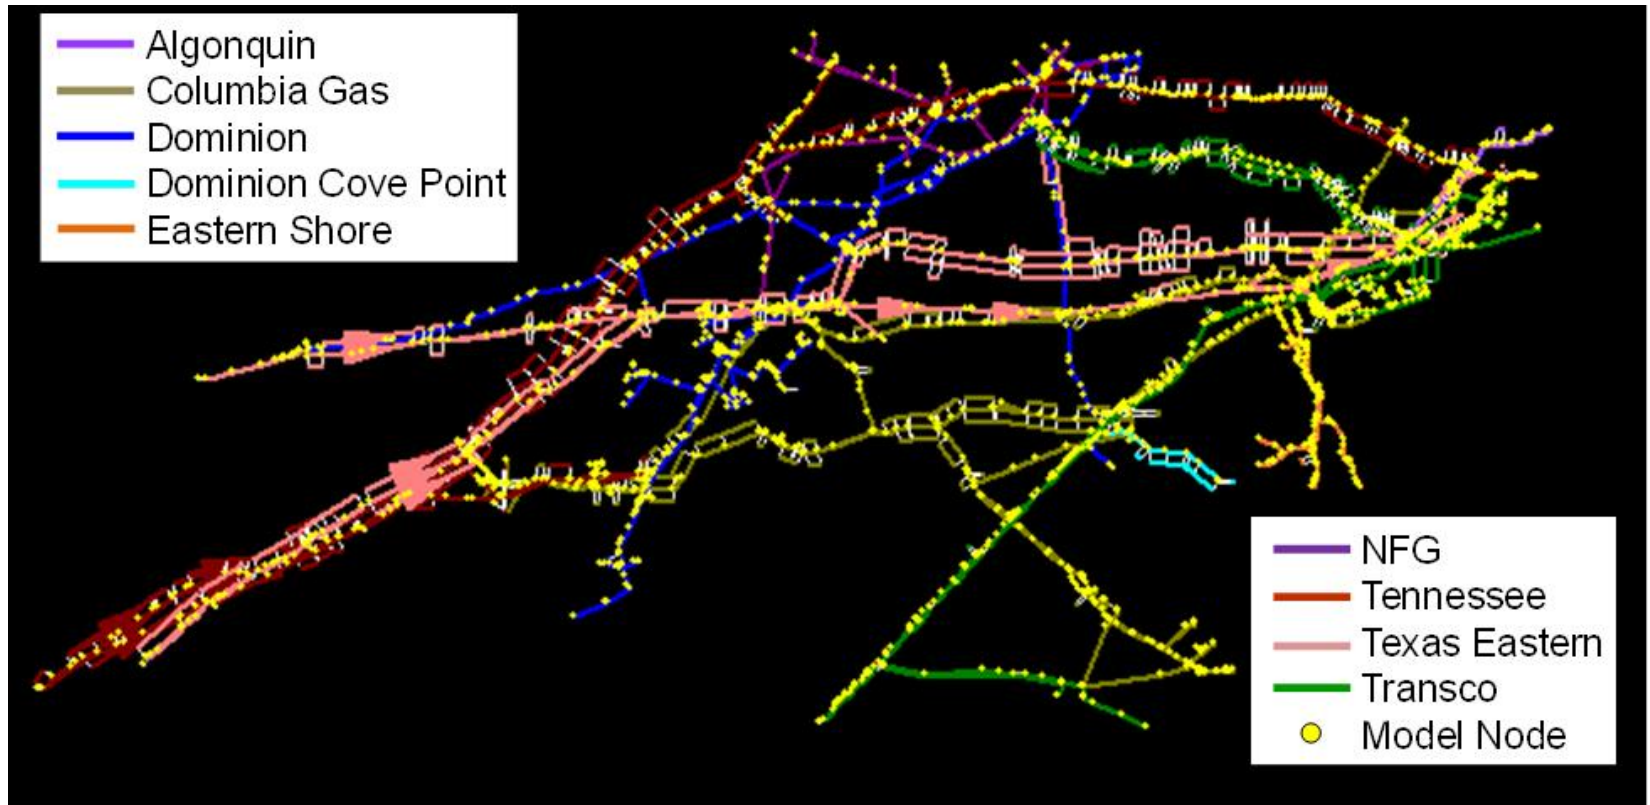 Algonquin
Columbia Gas
Dominion
Dominion Cove Point
Eastern Shore
NFG
Tennessee
Texas Eastern
Transco
Model Node